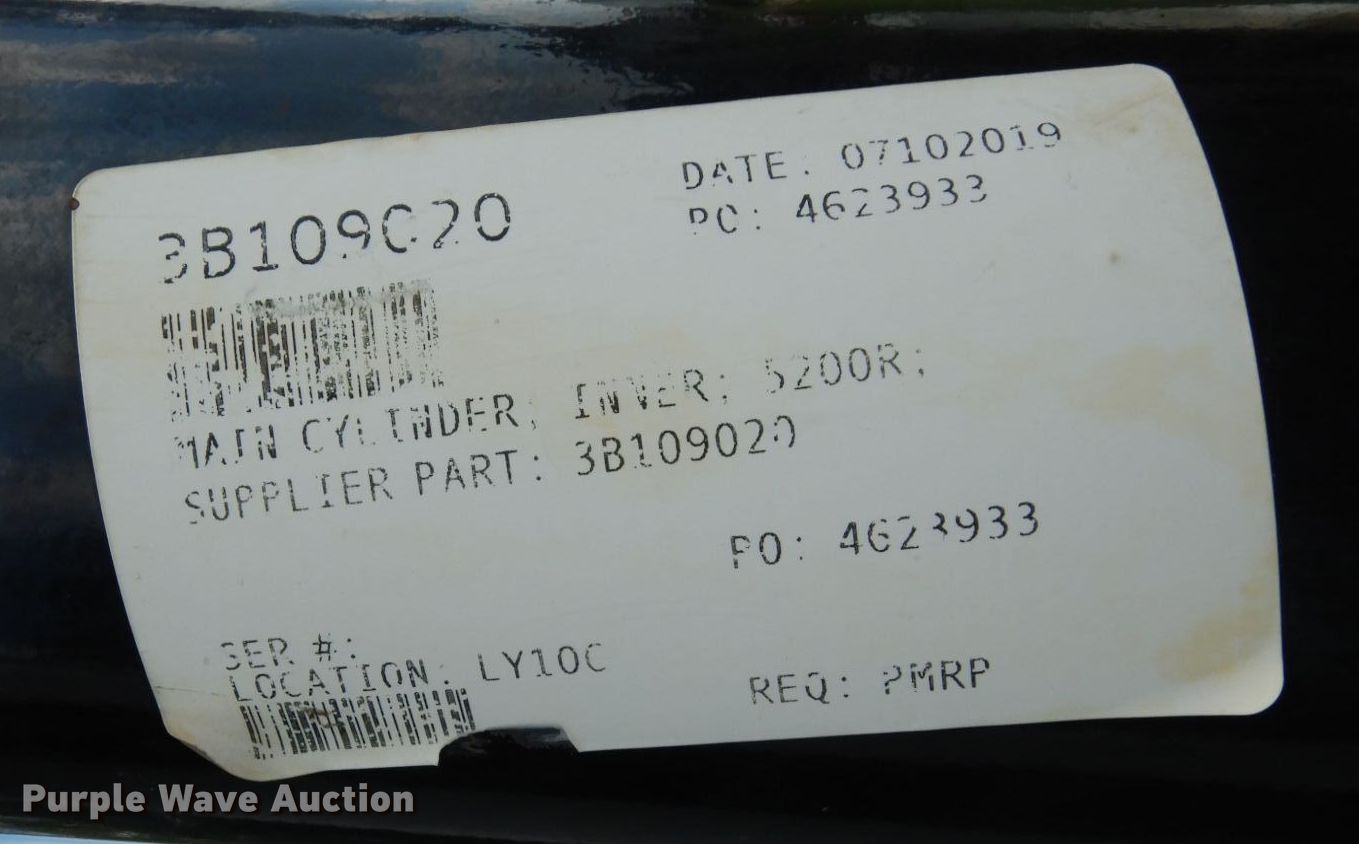 DATE: 07102019
3B109020
PO: 4623933
MAIN CYLINDER, INNER; 5200R;
SUPPLIER PART: 3B109020
PO: 4623933
SER #:
LOCATION: LY10C
REQ: PMRP
Purple Wave Auction